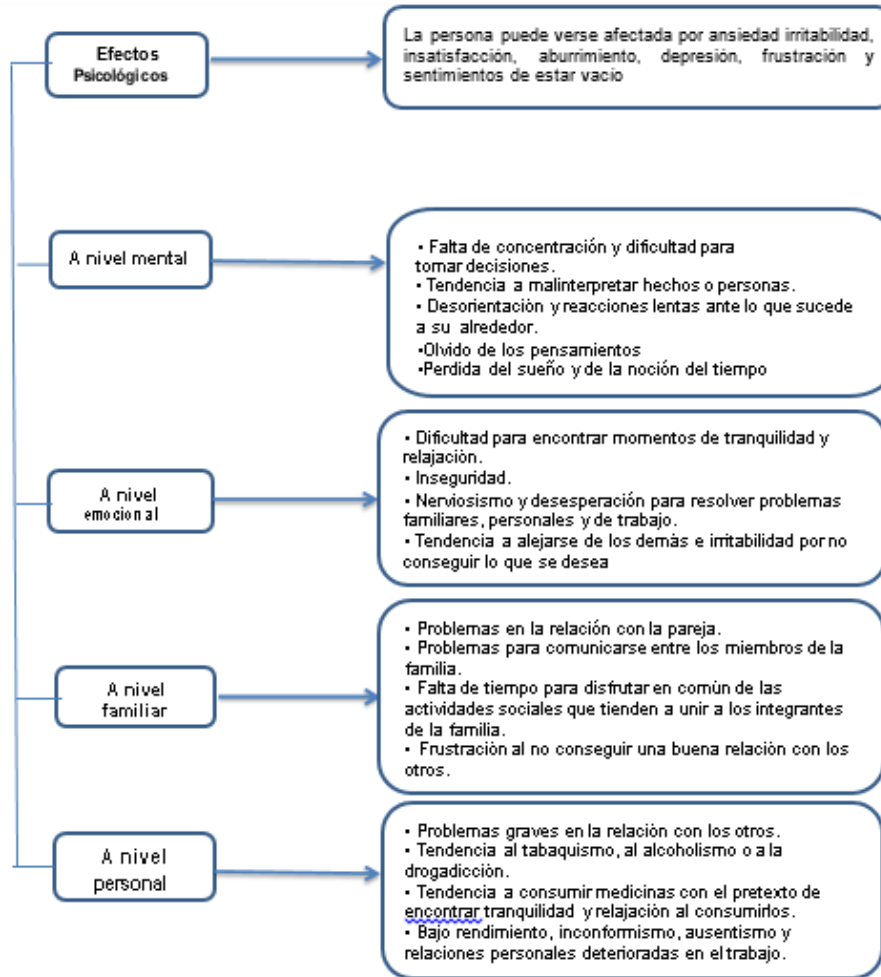 Efectos
Psicológicos
La persona puede verse afectada por ansiedad irritabilidad,
insatisfacción, aburrimiento, depresión, frustración y
sentimientos de estar vacío
A nivel mental
• Falta de concentración y dificultad para
tomar decisiones.
• Tendencia a malinterpretar hechos o personas.
• Desorientación y reacciones lentas ante lo que sucede
a su alrededor.
•Olvido de los pensamientos
•Perdida del sueño y de la noción del tiempo
A nivel
emocional
• Dificultad para encontrar momentos de tranquilidad y
relajación.
• Inseguridad.
• Nerviosismo y desesperación para resolver problemas
familiares, personales y de trabajo.
• Tendencia a alejarse de los demás e irritabilidad por no
conseguir lo que se desea
A nivel
familiar
• Problemas en la relación con la pareja.
• Problemas para comunicarse entre los miembros de la
familia.
• Falta de tiempo para disfrutar en común de las
actividades sociales que tienden a unir a los integrantes
de la familia.
• Frustración al no conseguir una buena relación con los
otros.
A nivel
personal
• Problemas graves en la relación con los otros.
• Tendencia al tabaquismo, al alcoholismo o a la
drogadicción.
• Tendencia a consumir medicinas con el pretexto de
encontrar tranquilidad y relajación al consumirlos.
• Bajo rendimiento, inconformismo, ausentismo y
relaciones personales deterioradas en el trabajo.